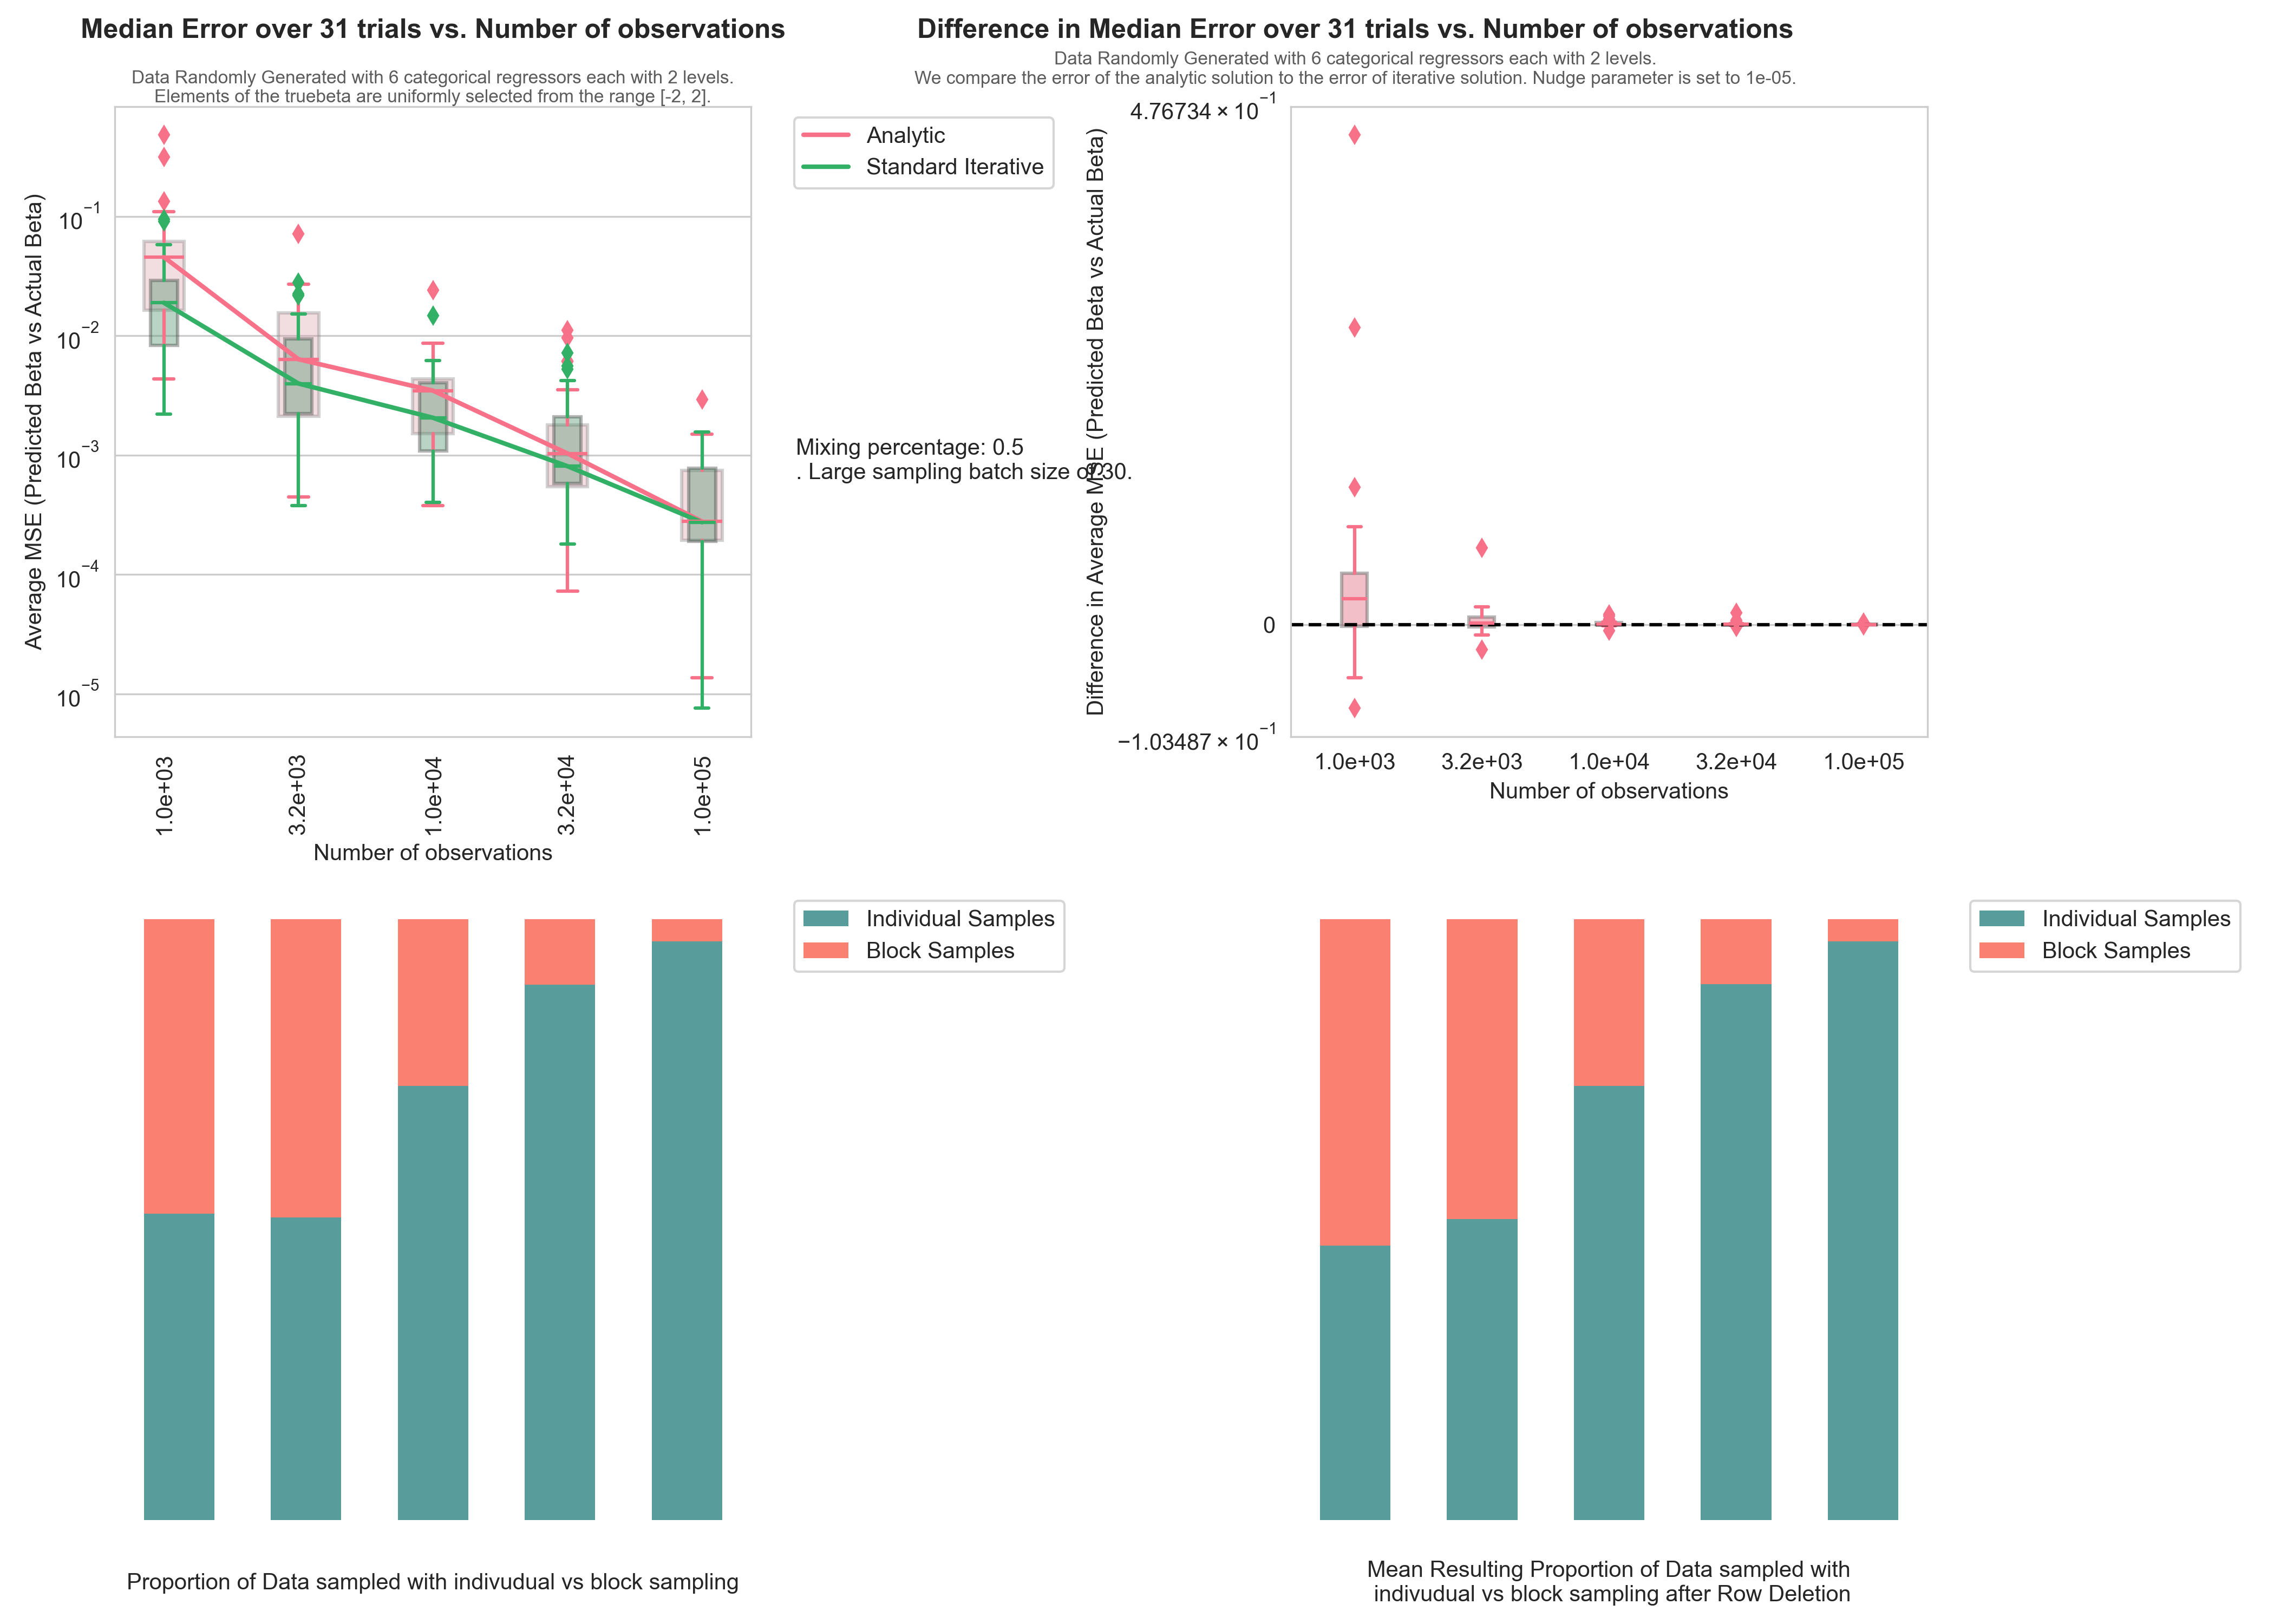 Median Error over 31 trials vs. Number of observations
Data Randomly Generated with 6 categorical regressors each with 2 levels.
Elements of the truebeta are uniformly selected from the range [-2, 2].
Average MSE (Predicted Beta vs Actual Beta)
10⁻¹
10⁻²
10⁻³
10⁻⁴
10⁻⁵
1.0e+03
3.2e+03
1.0e+04
3.2e+04
1.0e+05
Number of observations
Analytic
Standard Iterative
Mixing percentage: 0.5
. Large sampling batch size of 30.
Difference in Median Error over 31 trials vs. Number of observations
Data Randomly Generated with 6 categorical regressors each with 2 levels.
We compare the error of the analytic solution to the error of iterative solution. Nudge parameter is set to 1e-05.
Difference in Average MSE (Predicted Beta vs Actual Beta)
4.76734 × 10⁻¹
0
−1.03487 × 10⁻¹
1.0e+03
3.2e+03
1.0e+04
3.2e+04
1.0e+05
Number of observations
Individual Samples
Block Samples
Proportion of Data sampled with indivudual vs block sampling
Individual Samples
Block Samples
Mean Resulting Proportion of Data sampled with
indivudual vs block sampling after Row Deletion